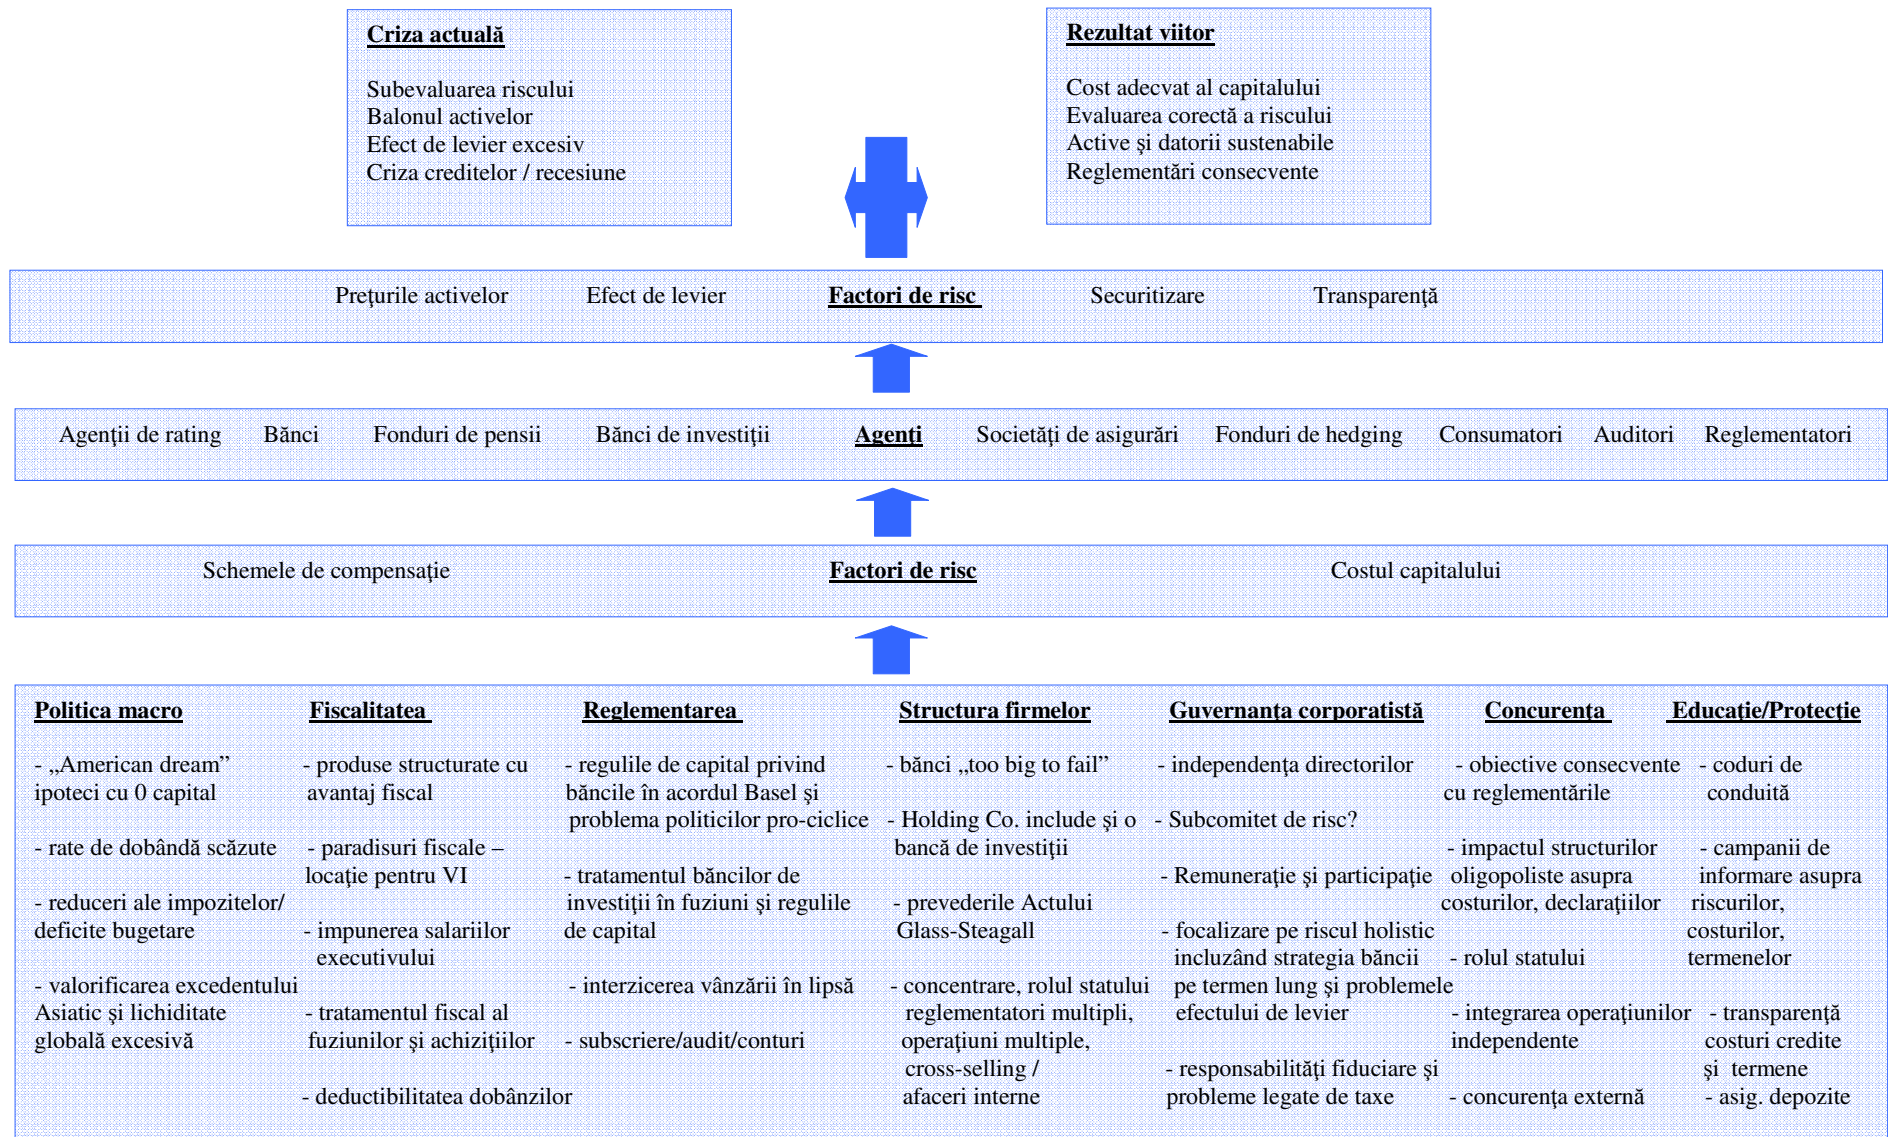 Criza actuală
Subevaluarea riscului
Balonul activelor
Efect de levier excesiv
Criza creditelor / recesiune
Rezultat viitor
Cost adecvat al capitalului
Evaluarea corectă a riscului
Active şi datorii sustenabile
Reglementări consecvente
Preţurile activelor Efect de levier Factori de risc Securitizare Transparenţă
Agenţii de rating Bănci Fonduri de pensii Bănci de investiţii Agenţi Societăţi de asigurări Fonduri de hedging Consumatori Auditori Reglementatori
Schemele de compensaţie Factori de risc Costul capitalului
Politica macro
- „American dream”
ipoteci cu 0 capital
- rate de dobândă scăzute
- reduceri ale impozitelor/
deficite bugetare
- valorificarea excedentului
Asiatic şi lichiditate
globală excesivă
Fiscalitatea
- produse structurate cu
avantaj fiscal
- paradisuri fiscale –
locaţie pentru VI
- impunerea salariilor
executivului
- tratamentul fiscal al
fuziunilor şi achiziţiilor
- deductibilitatea dobânzilor
Reglementarea
- regulile de capital privind
băncile în acordul Basel şi
problema politicilor pro-ciclice
- tratamentul băncilor de
investiţii în fuziuni şi regulile
de capital
- interzicerea vânzării în lipsă
- subscriere/audit/conturi
Structura firmelor
- bănci „too big to fail”
- Holding Co. include şi o
bancă de investiţii
- prevederile Actului
Glass-Steagall
- concentrare, rolul statului
reglementatori multipli,
operaţiuni multiple,
cross-selling /
afaceri interne
Guvernanţa corporatistă
- independenţa directorilor
- Subcomitet de risc?
- Remuneraţie şi participaţie
- focalizare pe riscul holistic
incluzând strategia băncii
pe termen lung şi problemele
efectului de levier
- responsabilităţi fiduciare şi
probleme legate de taxe
Concurenţa
- obiective consecvente
cu reglementările
- impactul structurilor
oligopoliste asupra
costurilor, declaraţiilor
- rolul statului
- integrarea operaţiunilor
independente
- concurenţa externă
Educaţie/Protecţie
- coduri de
conduită
- campanii de
informare asupra
riscurilor,
costurilor,
termenelor
- transparenţă
costuri credite
şi termene
- asig. depozite